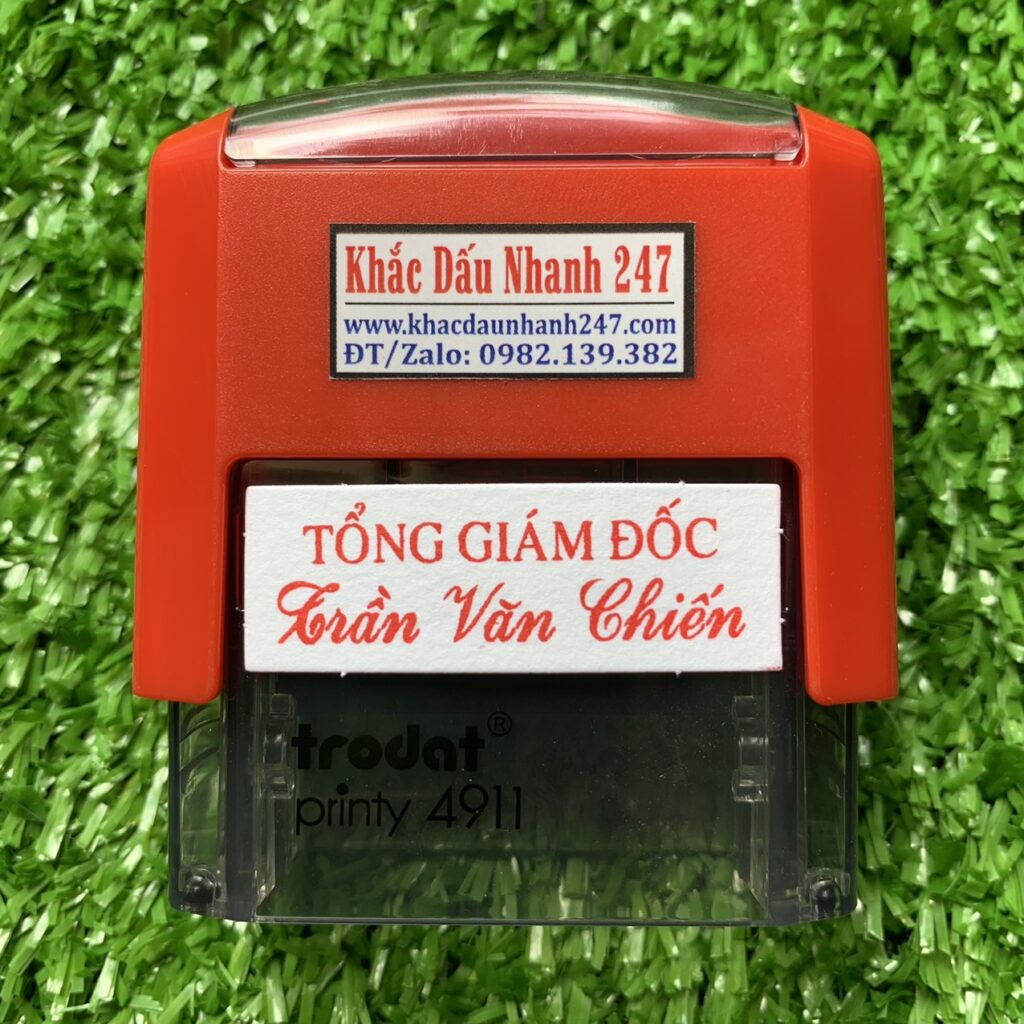 Khắc Dấu Nhanh 247
www.khacdaunhanh247.com
ĐT/Zalo: 0982.139.382
TỔNG GIÁM ĐỐC
Trần Văn Chiến
trodat®
printy 4911